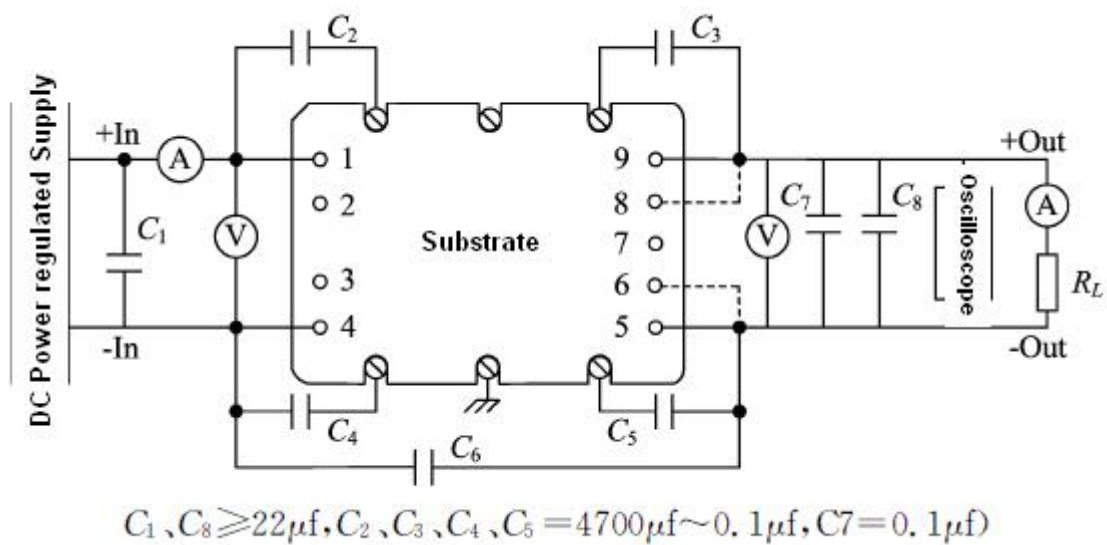 C2
C3
DC Power regulated Supply
+In
A
1
9
+Out
2
8
C7
C8
Oscilloscope
A
C1
V
Substrate
7
V
3
6
RL
4
5
-In
-Out
C4
C5
C6
C1、C8≥22μf,C2、C3、C4、C5=4700μf~0.1μf,C7=0.1μf)